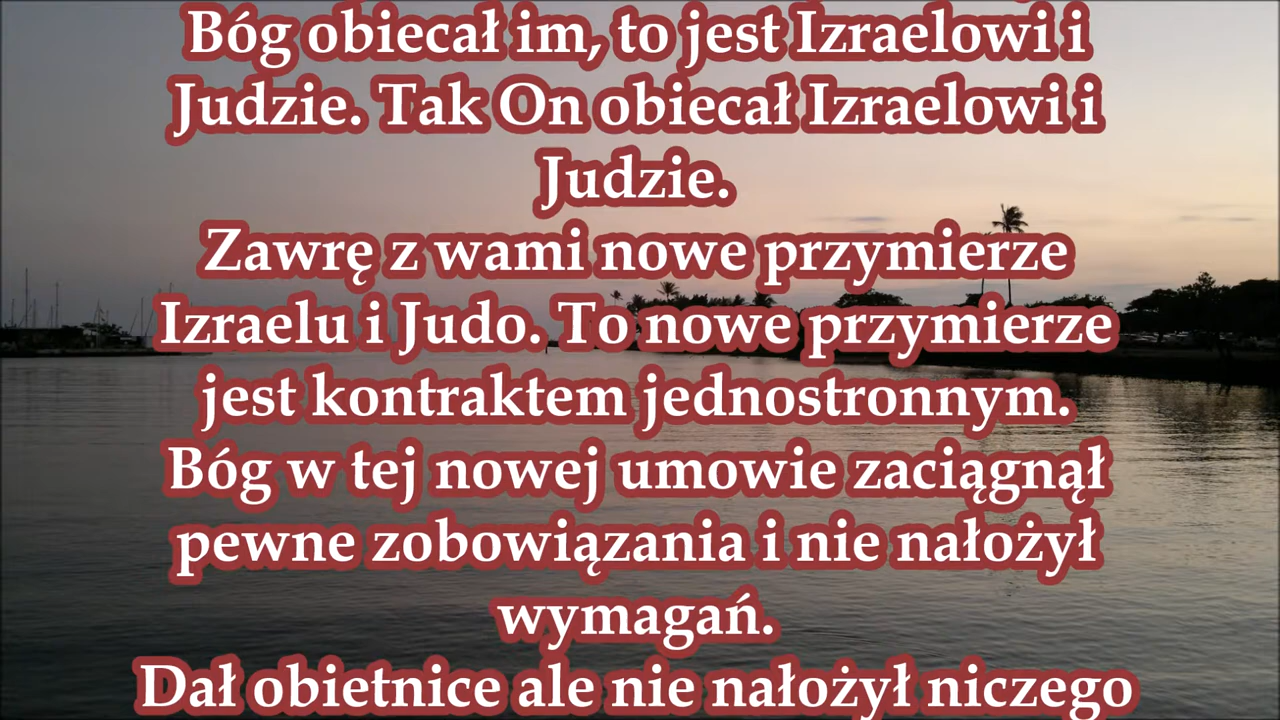 Bóg obiecał im, to jest Izraelowi i
Judzie. Tak On obiecał Izraelowi i
Judzie.
Zawrę z wami nowe przymierze
Izraelu i Judo. To nowe przymierze
jest kontraktem jednostronnym.
Bóg w tej nowej umowie zaciągnął
pewne zobowiązania i nie nałożył
wymagań.
Dał obietnice ale nie nałożył niczego